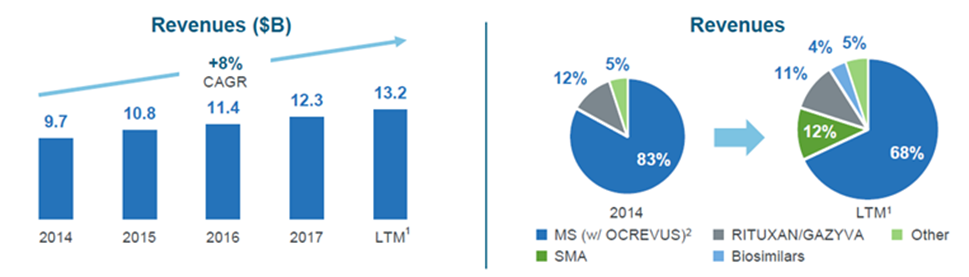 Revenues ($B)
+8%
CAGR
9.7
10.8
11.4
12.3
13.2
2014
2015
2016
2017
LTM¹
Revenues
12%
5%
83%
2014
4%
5%
11%
12%
68%
LTM¹
MS (w/ OCREVUS)²
RITUXAN/GAZYVA
Other
SMA
Biosimilars